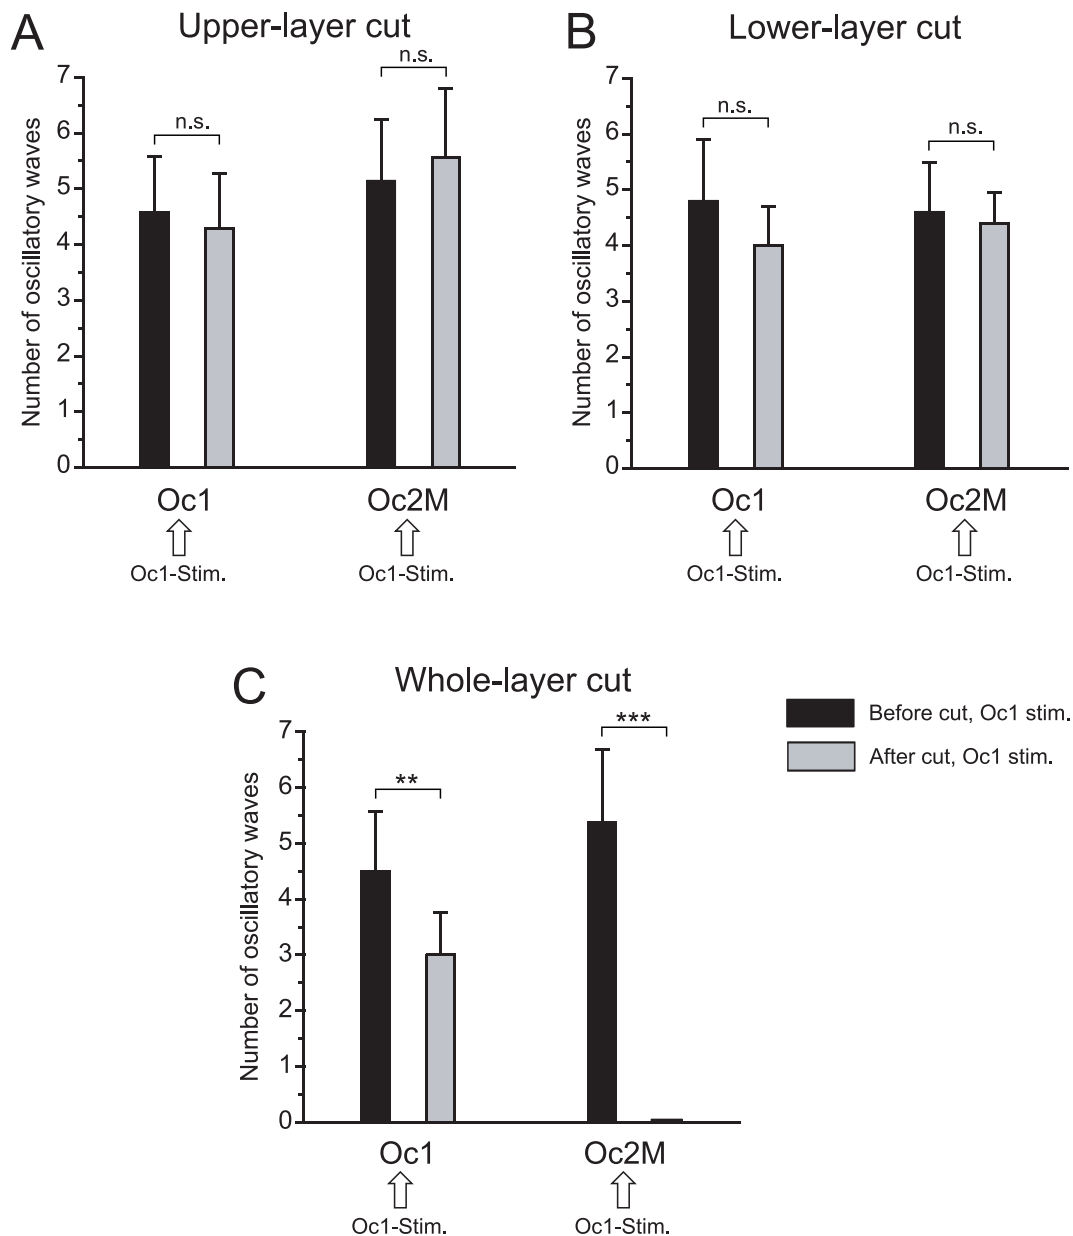 A
Upper-layer cut
Number of oscillatory waves
7
6
5
4
3
2
1
0
n.s.
n.s.
Oc1
Oc2M
Oc1-Stim.
Oc1-Stim.
B
Lower-layer cut
Number of oscillatory waves
7
6
5
4
3
2
1
0
n.s.
n.s.
Oc1
Oc2M
Oc1-Stim.
Oc1-Stim.
C
Whole-layer cut
Number of oscillatory waves
7
6
5
4
3
2
1
0
**
***
Oc1
Oc2M
Oc1-Stim.
Oc1-Stim.
Before cut, Oc1 stim.
After cut, Oc1 stim.